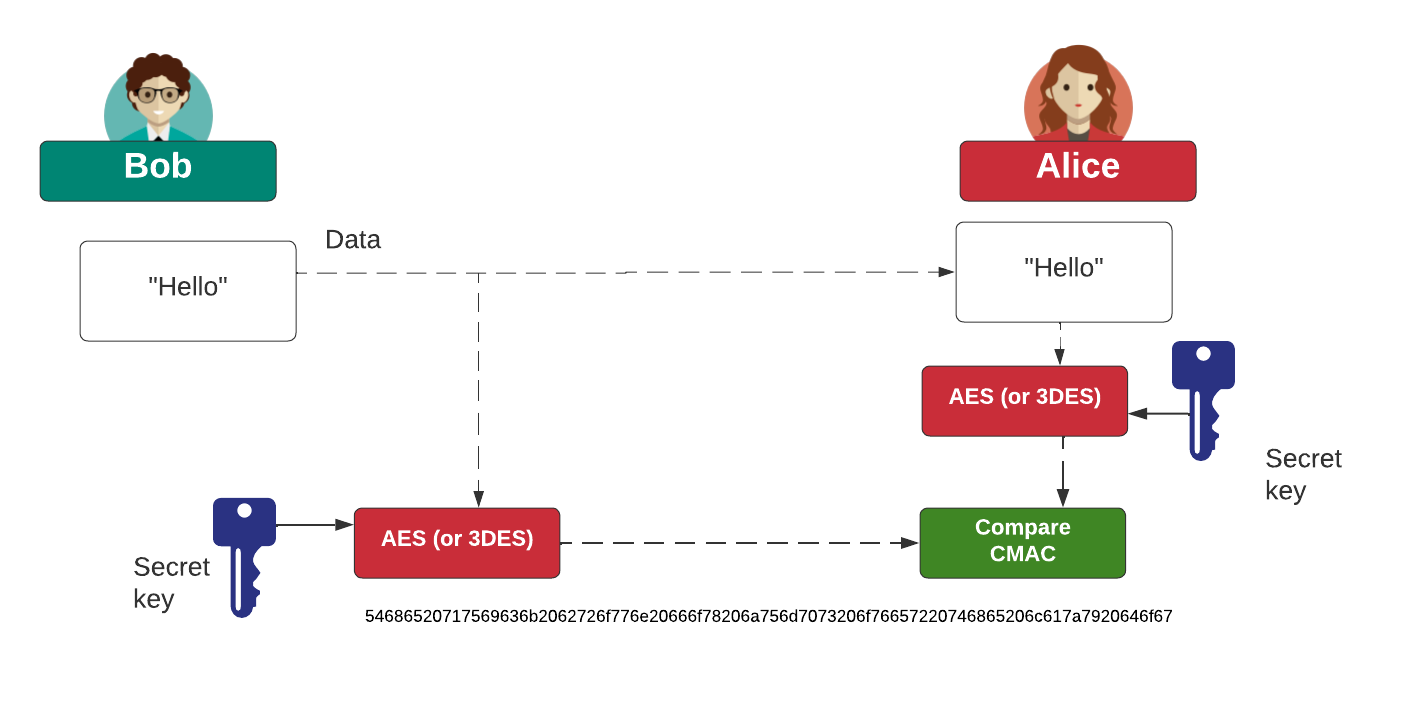 Bob
Alice
Data
"Hello"
"Hello"
AES (or 3DES)
Secret
key
Compare
CMAC
AES (or 3DES)
Secret
key
54686520717569636b2062726f776e20666f78206a756d7073206f76657220746865206c617a7920646f67